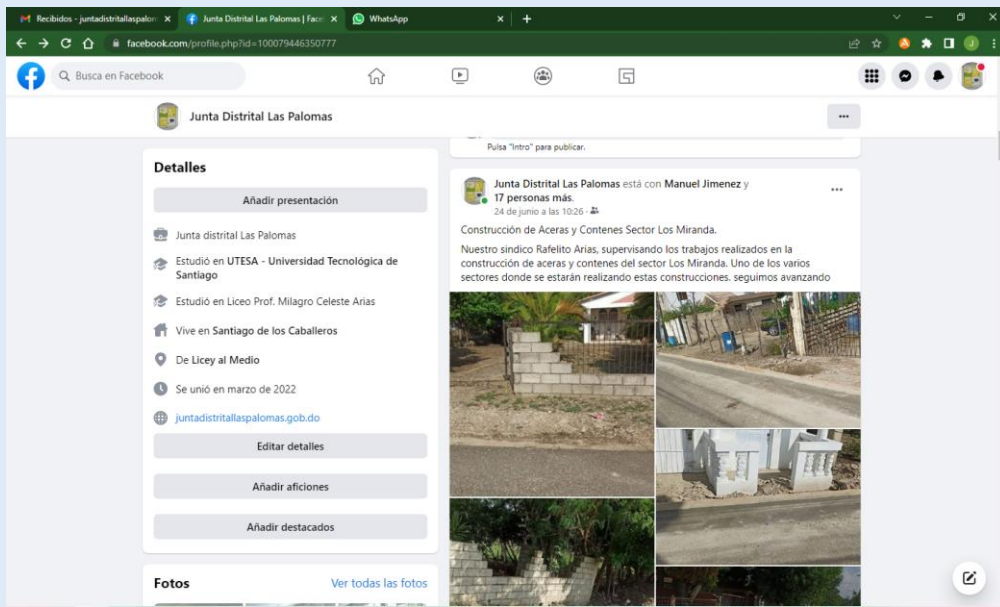 Recibidos - juntadistritallaspalom
Junta Distrital Las Palomas | Face
WhatsApp
facebook.com/profile.php?id=100079446350777
Busca en Facebook
Junta Distrital Las Palomas
Pulsa "Intro" para publicar.
Detalles
Añadir presentación
Junta distrital Las Palomas
Estudió en UTESA - Universidad Tecnológica de
Santiago
Estudió en Liceo Prof. Milagro Celeste Arias
Vive en Santiago de los Caballeros
De Licey al Medio
Se unió en marzo de 2022
juntadistritallaspalomas.gob.do
Editar detalles
Añadir aficiones
Añadir destacados
Fotos
Ver todas las fotos
Junta Distrital Las Palomas está con Manuel Jimenez y
17 personas más.
24 de junio a las 10:26 ·
Construcción de Aceras y Contenes Sector Los Miranda.
Nuestro sindico Rafelito Arias, supervisando los trabajos realizados en la
construcción de aceras y contenes del sector Los Miranda. Uno de los varios
sectores donde se estarán realizando estas construcciones. seguimos avanzando